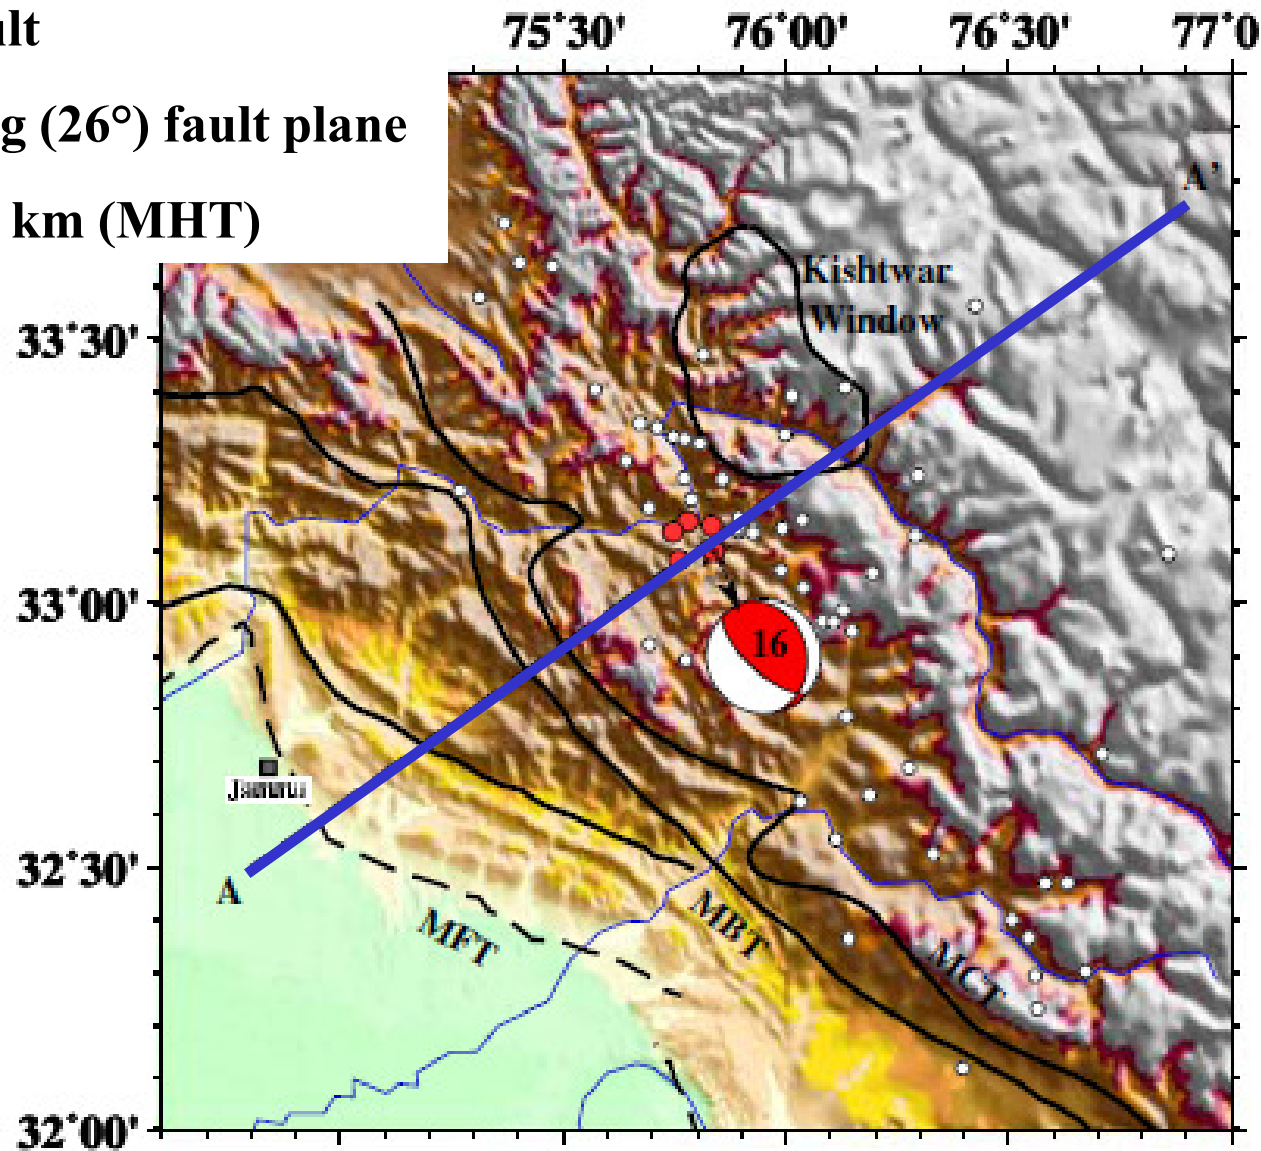 ult
g (26°) fault plane
km (MHT)
75°30'
76°00'
76°30'
77°0
A'
Kishtwar
Window
33°30'
33°00'
16
Jammu
32°30'
A
MFT
MBT
MCT
32°00'